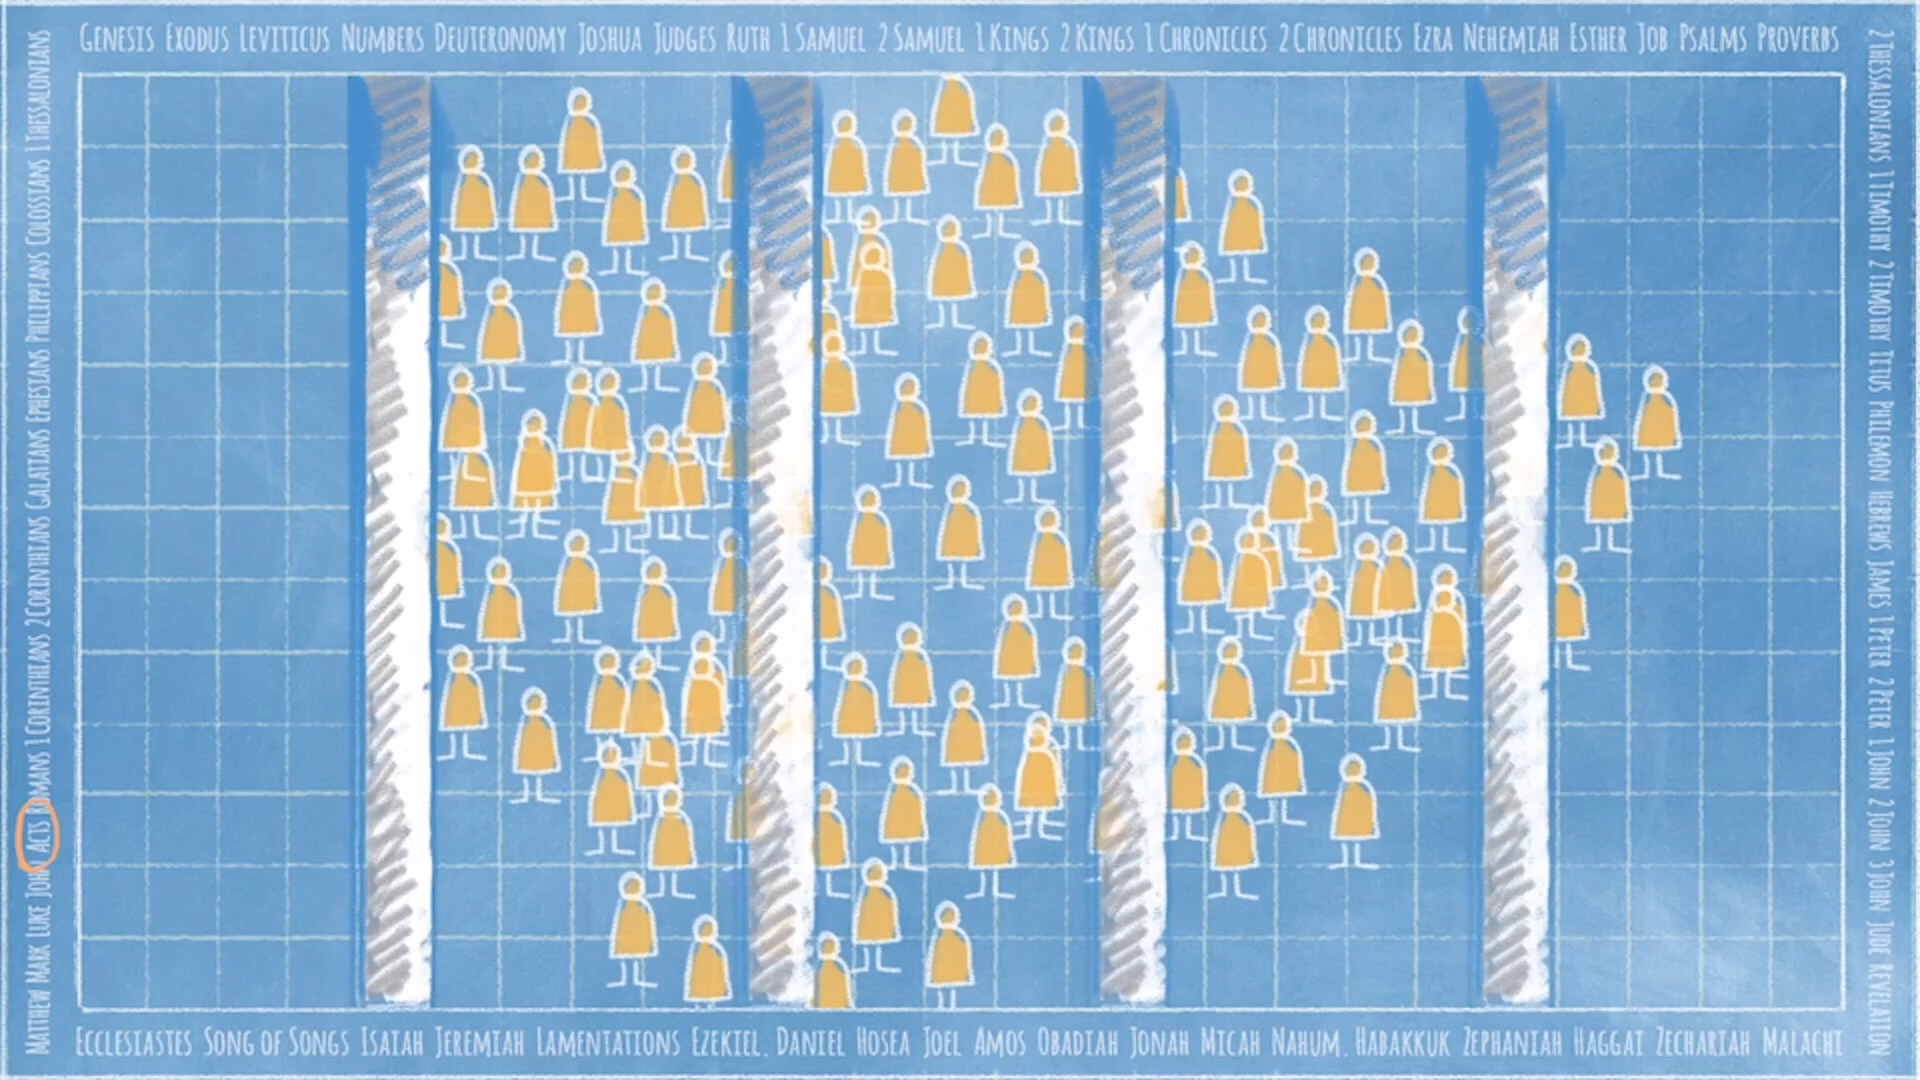 Genesis Exodus Leviticus Numbers Deuteronomy Joshua Judges Ruth 1 Samuel 2 Samuel 1 Kings 2 Kings 1 Chronicles 2 Chronicles Ezra Nehemiah Esther Job Psalms Proverbs
Ecclesiastes Song of Songs Isaiah Jeremiah Lamentations Ezekiel. Daniel Hosea Joel Amos Obadiah Jonah Micah Nahum. Habakkuk Zephaniah Haggai Zechariah Malachi
Matthew Mark Luke John Acts Romans 1 Corinthians 2 Corinthians Galatians Ephesians Philippians Colossians 1 Thessalonians
2 Thessalonians 1 Timothy 2 Timothy Titus Philemon Hebrews James 1 Peter 2 Peter 1 John 2 John 3 John Jude Revelation